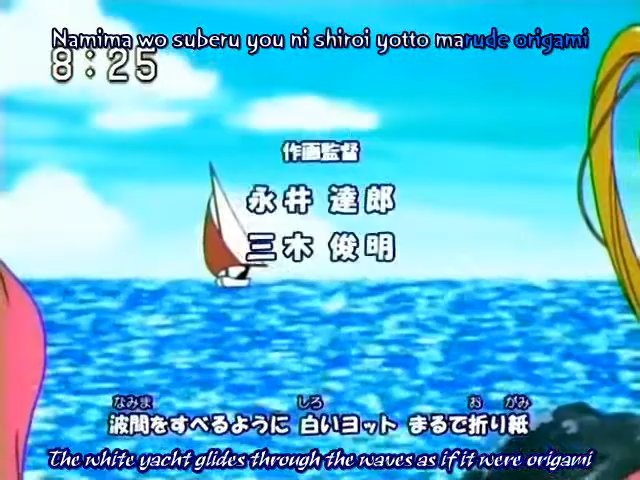 Namima wo suberu you ni shiroi yotto marude origami
8:25
作画監督
永井 達郎
三木 俊明
なみま しろ お がみ
波間をすべるように 白いヨット まるで折り紙
The white yacht glides through the waves as if it were origami